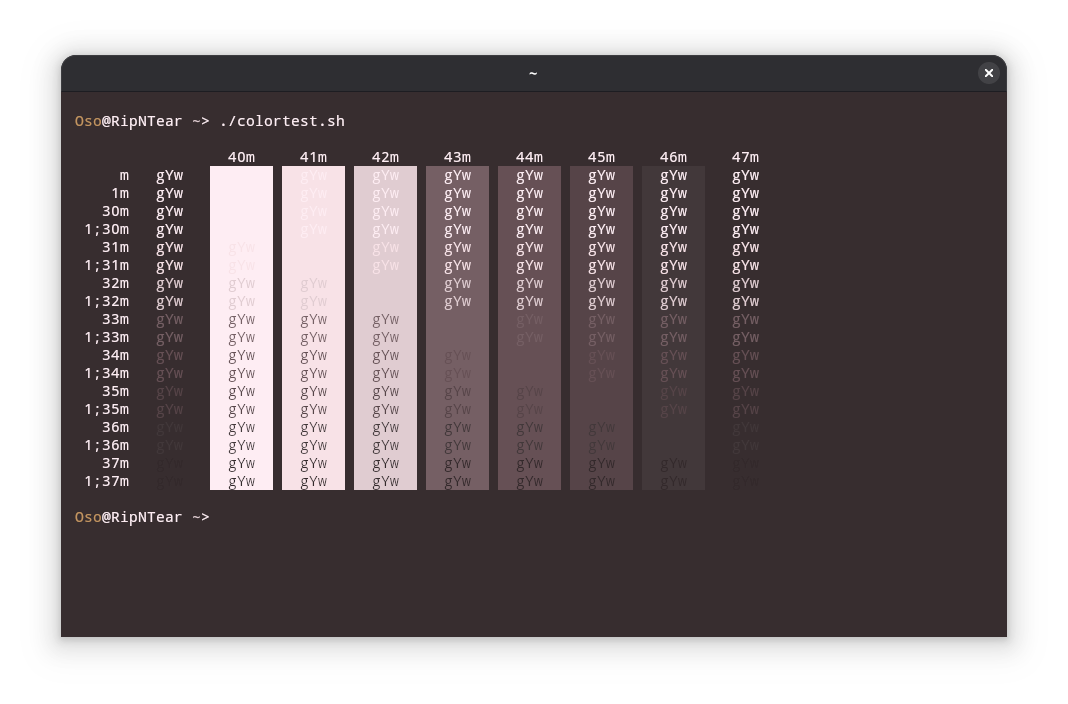 ~
Oso@RipNTear ~> ./colortest.sh
40m 41m 42m 43m 44m 45m 46m 47m
m gYw gYw gYw gYw gYw gYw gYw gYw
1m gYw gYw gYw gYw gYw gYw gYw gYw
30m gYw gYw gYw gYw gYw gYw gYw gYw
1;30m gYw gYw gYw gYw gYw gYw gYw gYw
31m gYw gYw gYw gYw gYw gYw gYw gYw
1;31m gYw gYw gYw gYw gYw gYw gYw gYw
32m gYw gYw gYw gYw gYw gYw gYw gYw
1;32m gYw gYw gYw gYw gYw gYw gYw gYw
33m gYw gYw gYw gYw gYw gYw gYw gYw
1;33m gYw gYw gYw gYw gYw gYw gYw gYw
34m gYw gYw gYw gYw gYw gYw gYw gYw
1;34m gYw gYw gYw gYw gYw gYw gYw gYw
35m gYw gYw gYw gYw gYw gYw gYw gYw
1;35m gYw gYw gYw gYw gYw gYw gYw gYw
36m gYw gYw gYw gYw gYw gYw gYw gYw
1;36m gYw gYw gYw gYw gYw gYw gYw gYw
37m gYw gYw gYw gYw gYw gYw gYw
1;37m gYw gYw gYw gYw gYw gYw gYw
Oso@RipNTear ~>